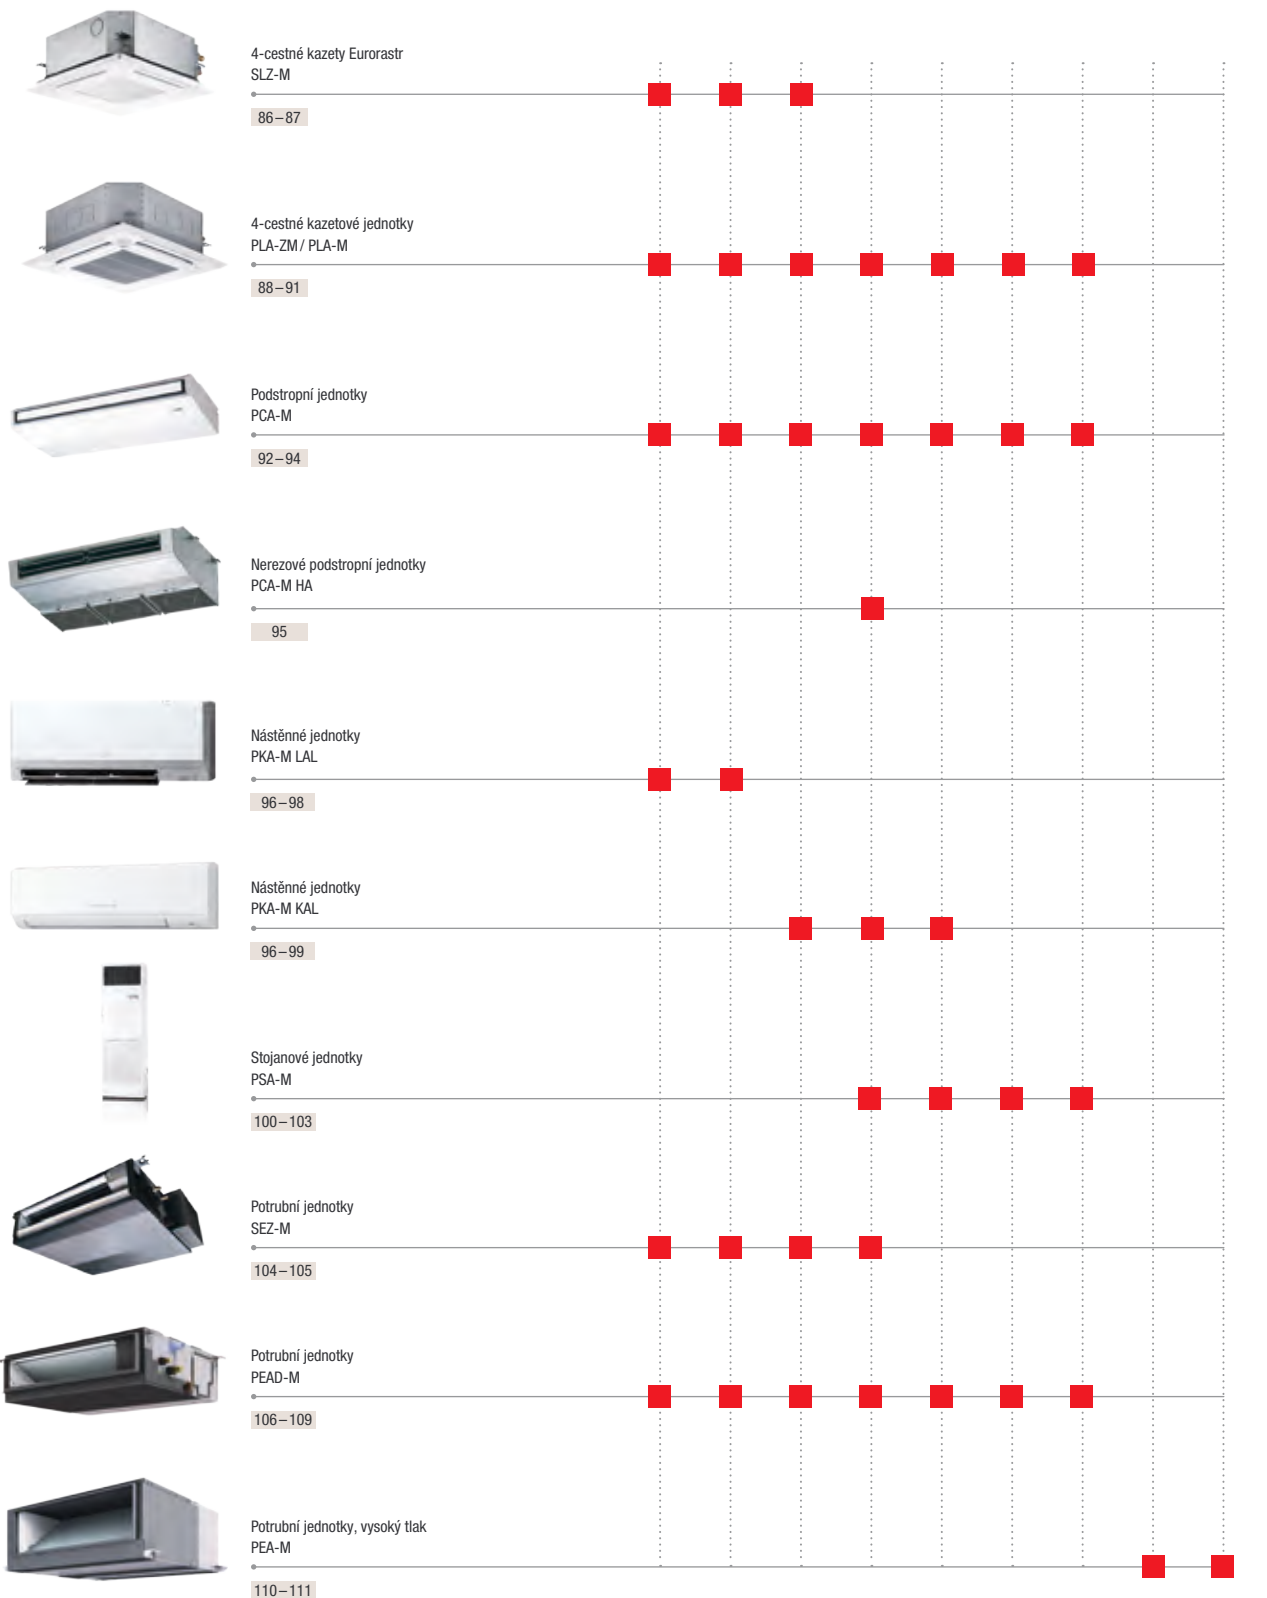 4-cestné kazety Eurorastr
SLZ-M
86–87
4-cestné kazetové jednotky
PLA-ZM / PLA-M
88–91
Podstropní jednotky
PCA-M
92–94
Nerezové podstropní jednotky
PCA-M HA
95
Nástěnné jednotky
PKA-M LAL
96–98
Nástěnné jednotky
PKA-M KAL
96–99
Stojanové jednotky
PSA-M
100–103
Potrubní jednotky
SEZ-M
104–105
Potrubní jednotky
PEAD-M
106–109
Potrubní jednotky, vysoký tlak
PEA-M
110–111